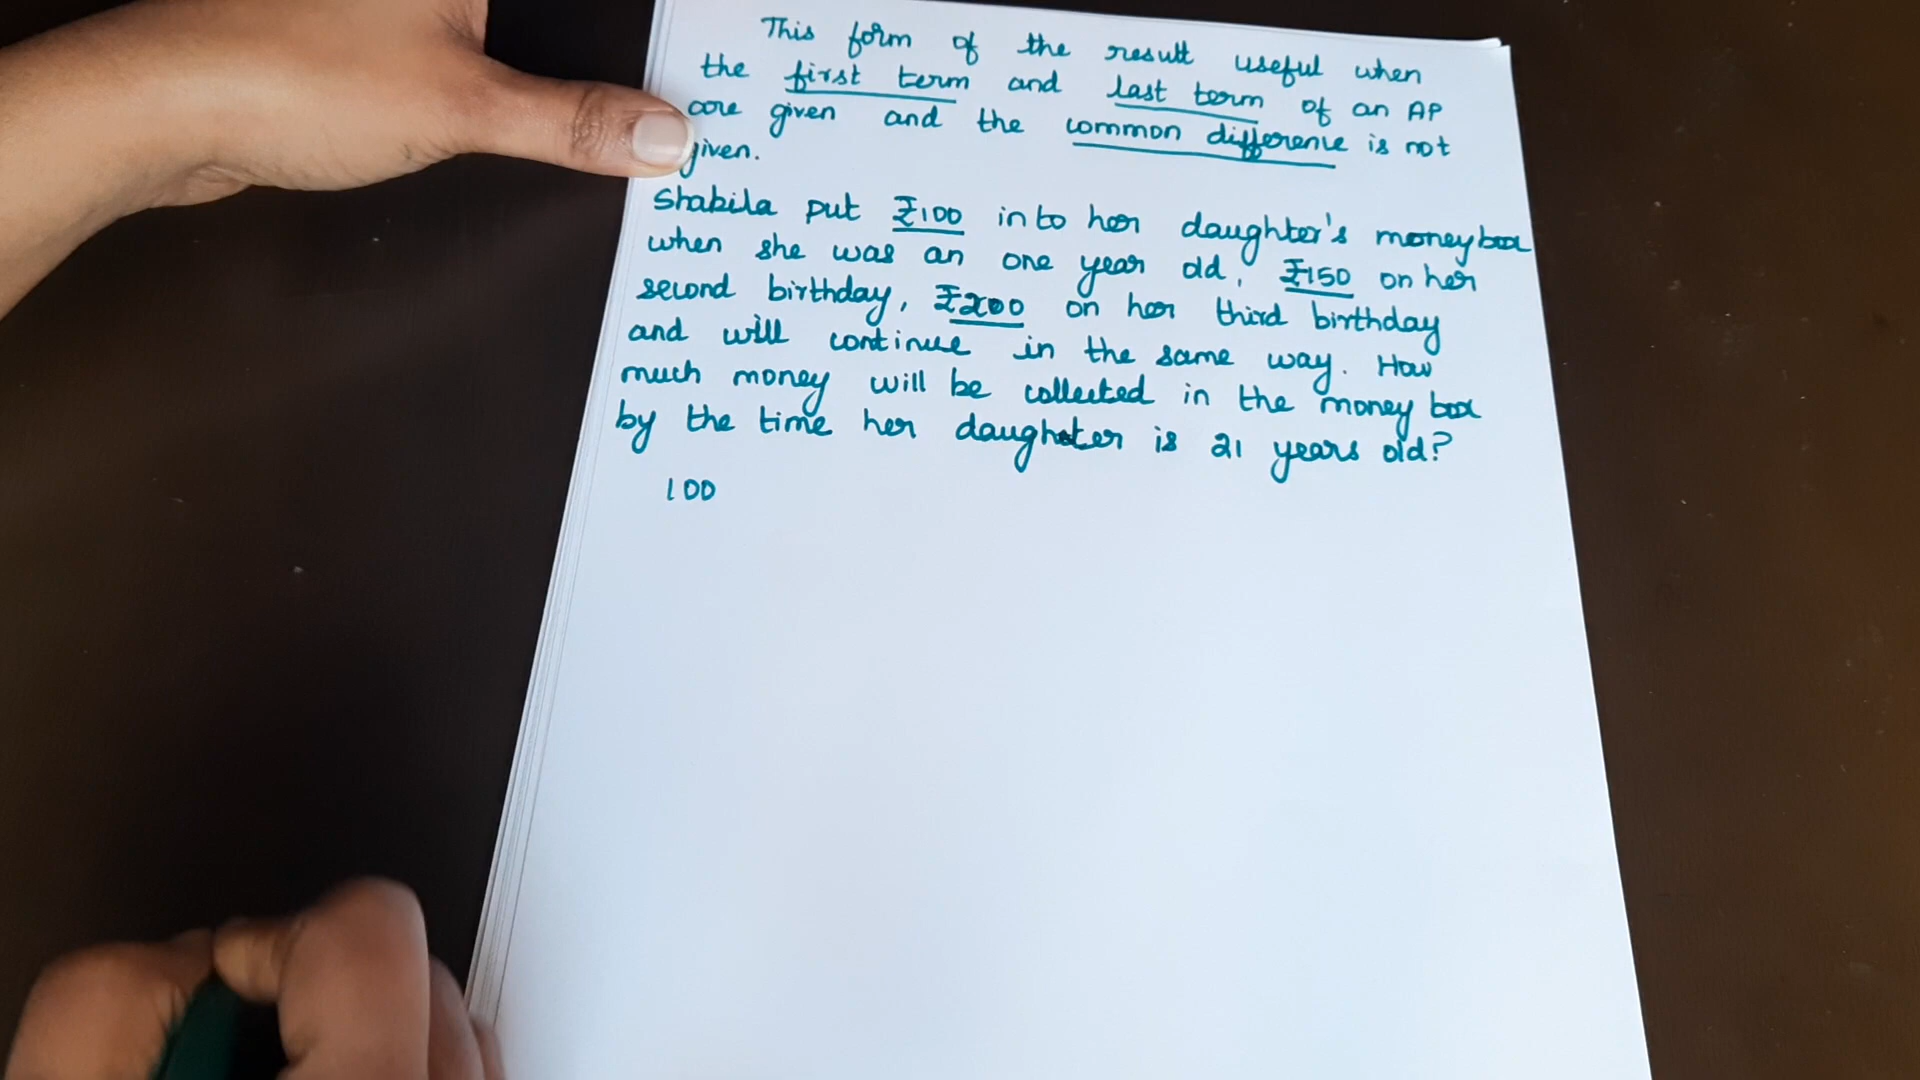 This form of the result useful when
the first term and last term of an AP
are given and the common difference is not
given.
Shabila put ₹100 into her daughter's moneybox
when she was an one year old, ₹150 on her
second birthday, ₹200 on her third birthday
and will continue in the same way. How
much money will be collected in the money box
by the time her daughter is 21 years old?
100